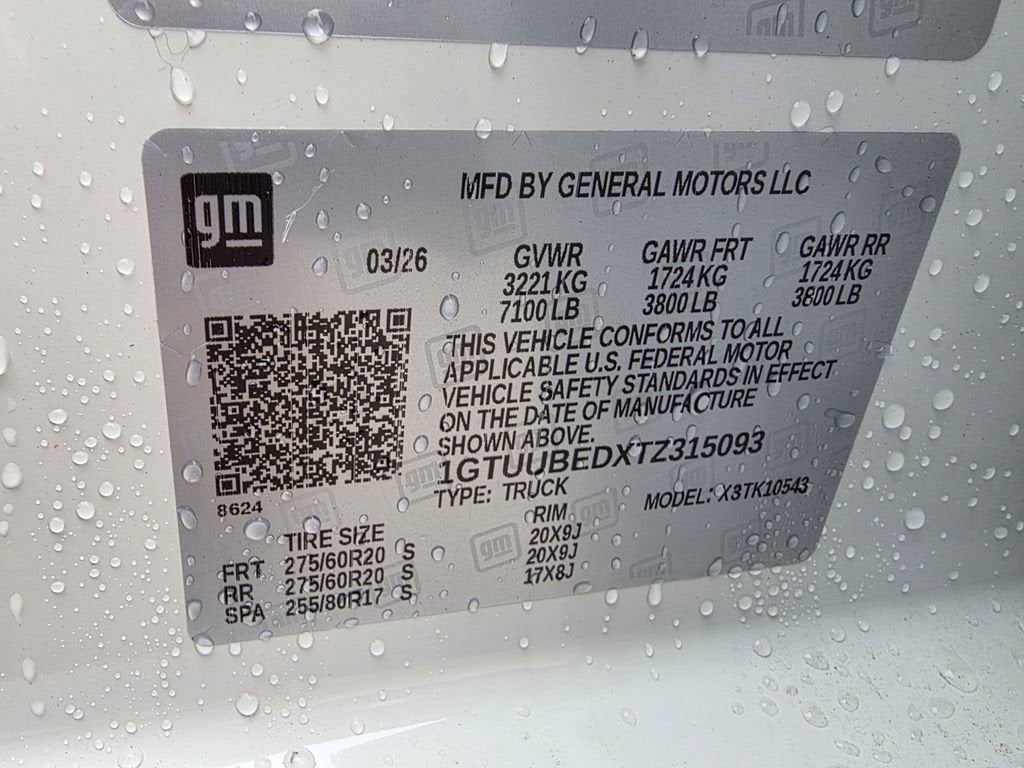 gm
MFD BY GENERAL MOTORS LLC
03/26
GVWR GAWR FRT GAWR RR
3221 KG 1724 KG 1724 KG
7100 LB 3800 LB 3800 LB
THIS VEHICLE CONFORMS TO ALL
APPLICABLE U.S. FEDERAL MOTOR
VEHICLE SAFETY STANDARDS IN EFFECT
ON THE DATE OF MANUFACTURE
SHOWN ABOVE.
1GTUUBEDXTZ315093
TYPE: TRUCK MODEL: X3TK10543
8624
TIRE SIZE RIM
FRT 275/60R20 S 20X9J
RR 275/60R20 S 20X9J
SPA 255/80R17 S 17X8J